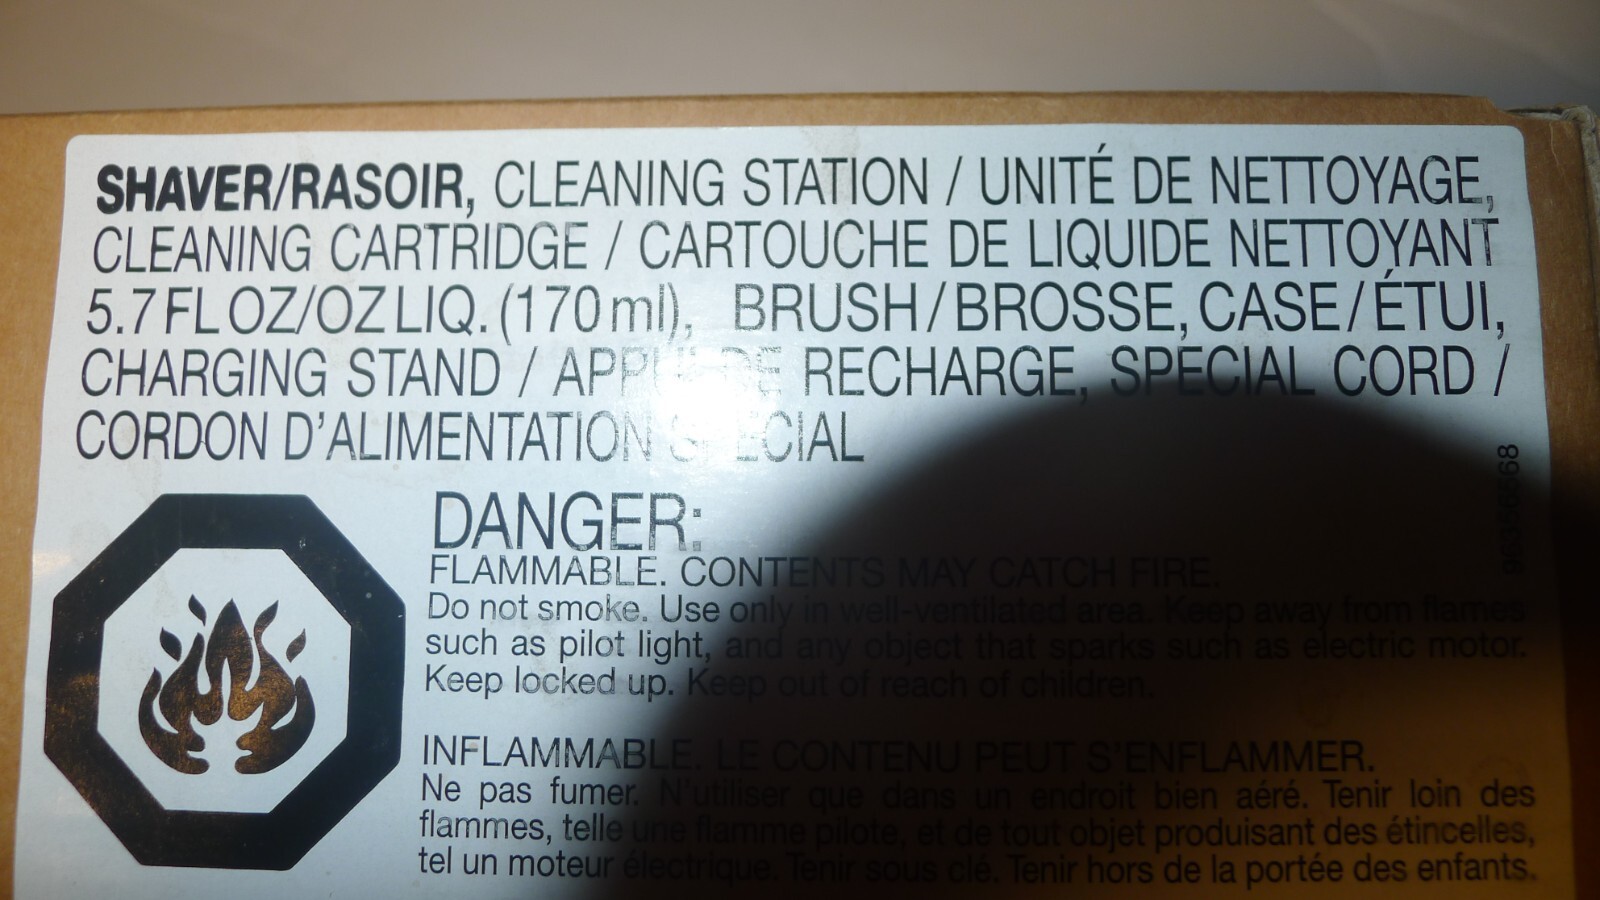 SHAVER/RASOIR, CLEANING STATION / UNITÉ DE NETTOYAGE,
CLEANING CARTRIDGE / CARTOUCHE DE LIQUIDE NETTOYANT
5.7 FL OZ/OZ LIQ. (170 ml), BRUSH / BROSSE, CASE / ÉTUI,
CHARGING STAND / DE RECHARGE, SPECIAL CORD /
CORDON D'ALIMENTATION SPECIAL
DANGER:
FLAMMABLE. CONTENTS MAY CATCH FIRE.
Do not smoke. Use only in well-ventilated area. Keep away from flames
such as pilot light, and any object that sparks such as electric motor.
Keep locked up. Keep out of reach of children.
INFLAMMABLE. LE CONTENU PEUT S'ENFLAMMER.
Ne pas fumer. N'utiliser que dans un endroit bien aéré. Tenir loin des
flammes, telle une flamme pilote, et de tout objet produisant des étincelles,
tel un moteur électrique. Tenir sous clé. Tenir hors de la portée des enfants.